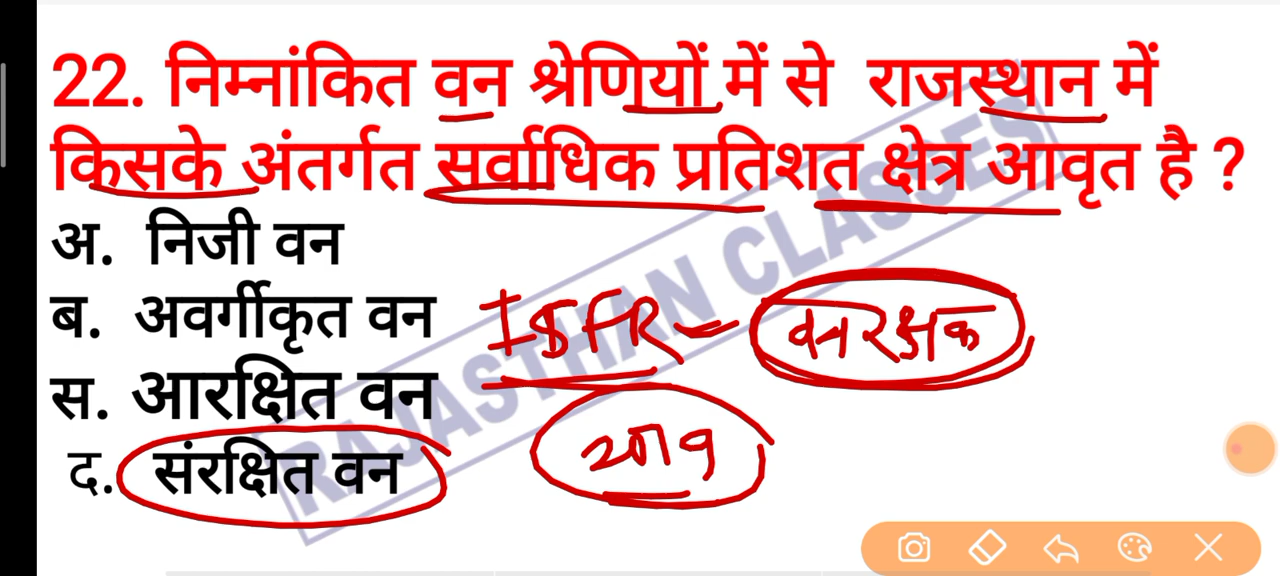 22. निम्नांकित वन श्रेणियों में से राजस्थान में
किसके अंतर्गत सर्वाधिक प्रतिशत क्षेत्र आवृत है ?
अ. निजी वन
ब. अवर्गीकृत वन
स. आरक्षित वन
द. संरक्षित वन
ISFR - वनरक्षक
2019
RAJASTHAN CLASSES